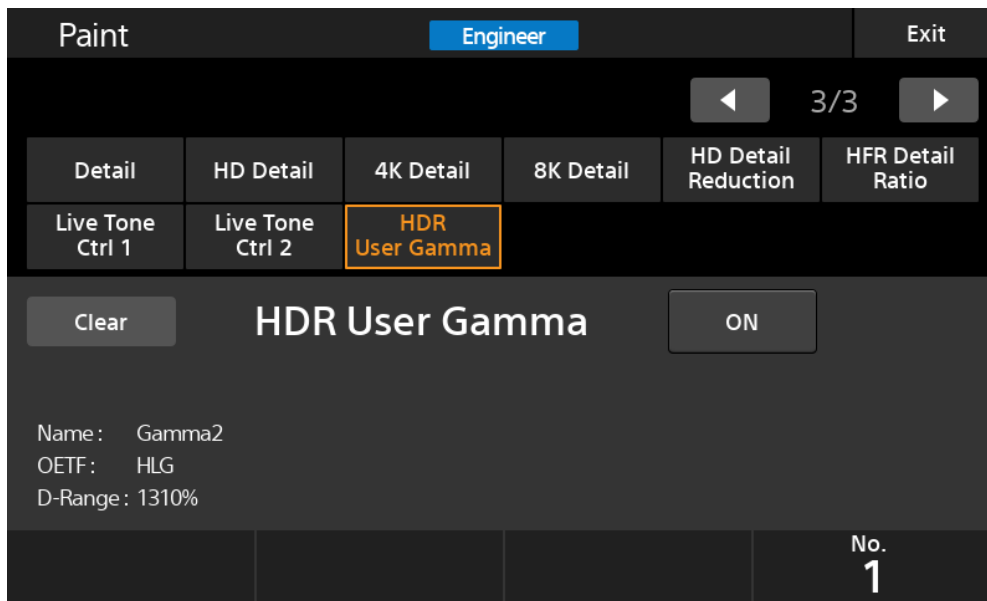 Paint Engineer Exit
3/3
Detail HD Detail 4K Detail 8K Detail HD Detail Reduction HFR Detail Ratio
Live Tone Ctrl 1 Live Tone Ctrl 2 HDR User Gamma
Clear HDR User Gamma ON
Name : Gamma2
OETF : HLG
D-Range : 1310%
No.
1